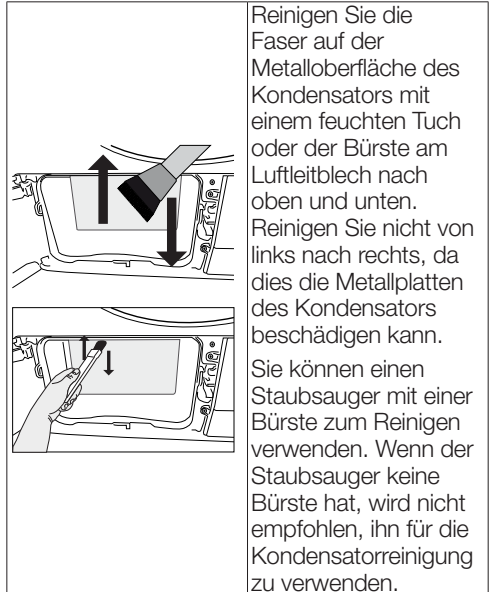 Reinigen Sie die
Faser auf der
Metalloberfläche des
Kondensators mit
einem feuchten Tuch
oder der Bürste am
Luftleitblech nach
oben und unten.
Reinigen Sie nicht von
links nach rechts, da
dies die Metallplatten
des Kondensators
beschädigen kann.
Sie können einen
Staubsauger mit einer
Bürste zum Reinigen
verwenden. Wenn der
Staubsauger keine
Bürste hat, wird nicht
empfohlen, ihn für die
Kondensatorreinigung
zu verwenden.